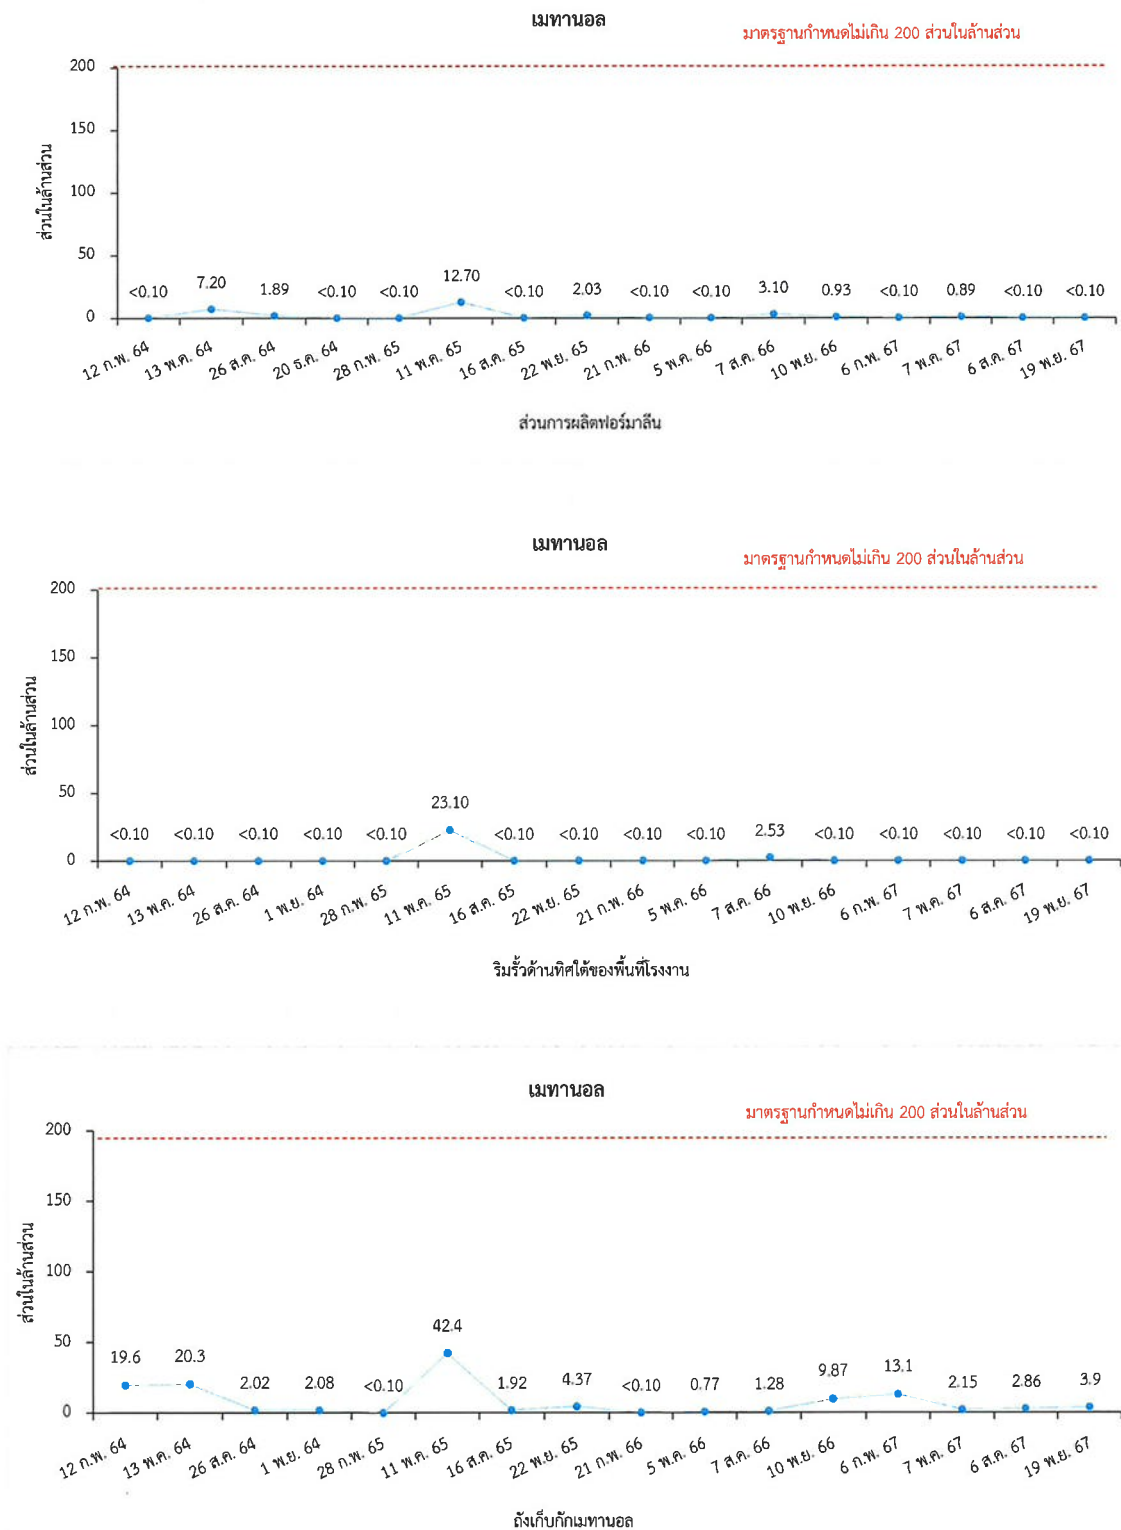 เมทานอล
มาตรฐานกำหนดไม่เกิน 200 ส่วนในล้านส่วน
200
150
100
50
0
ส่วนในล้านส่วน
<0.10 7.20 1.89 <0.10 <0.10 12.70 <0.10 2.03 <0.10 <0.10 3.10 0.93 <0.10 0.89 <0.10 <0.10
12 ก.พ. 64 13 พ.ค. 64 26 ส.ค. 64 20 ธ.ค. 64 28 ก.พ. 65 11 พ.ค. 65 16 ส.ค. 65 22 พ.ย. 65 21 ก.พ. 66 5 พ.ค. 66 7 ส.ค. 66 10 พ.ย. 66 6 ก.พ. 67 7 พ.ค. 67 6 ส.ค. 67 19 พ.ย. 67
ส่วนการผลิตฟอร์มาลีน
เมทานอล
มาตรฐานกำหนดไม่เกิน 200 ส่วนในล้านส่วน
200
150
100
50
0
ส่วนในล้านส่วน
<0.10 <0.10 <0.10 <0.10 <0.10 23.10 <0.10 <0.10 <0.10 <0.10 2.53 <0.10 <0.10 <0.10 <0.10 <0.10
12 ก.พ. 64 13 พ.ค. 64 26 ส.ค. 64 1 พ.ย. 64 28 ก.พ. 65 11 พ.ค. 65 16 ส.ค. 65 22 พ.ย. 65 21 ก.พ. 66 5 พ.ค. 66 7 ส.ค. 66 10 พ.ย. 66 6 ก.พ. 67 7 พ.ค. 67 6 ส.ค. 67 19 พ.ย. 67
ริมรั้วด้านทิศใต้ของพื้นที่โรงงาน
เมทานอล
มาตรฐานกำหนดไม่เกิน 200 ส่วนในล้านส่วน
200
150
100
50
0
ส่วนในล้านส่วน
19.6 20.3 2.02 2.08 <0.10 42.4 1.92 4.37 <0.10 0.77 1.28 9.87 13.1 2.15 2.86 3.9
12 ก.พ. 64 13 พ.ค. 64 26 ส.ค. 64 1 พ.ย. 64 28 ก.พ. 65 11 พ.ค. 65 16 ส.ค. 65 22 พ.ย. 65 21 ก.พ. 66 5 พ.ค. 66 7 ส.ค. 66 10 พ.ย. 66 6 ก.พ. 67 7 พ.ค. 67 6 ส.ค. 67 19 พ.ย. 67
ถังเก็บกักเมทานอล